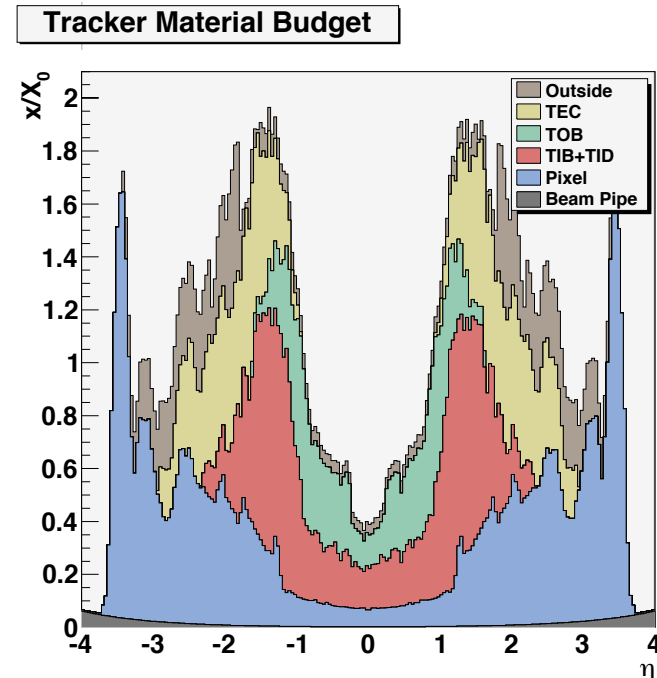 Tracker Material Budget
x/X0
2
1.8
1.6
1.4
1.2
1
0.8
0.6
0.4
0.2
0
Outside
TEC
TOB
TIB+TID
Pixel
Beam Pipe
-4 -3 -2 -1 0 1 2 3 4
η